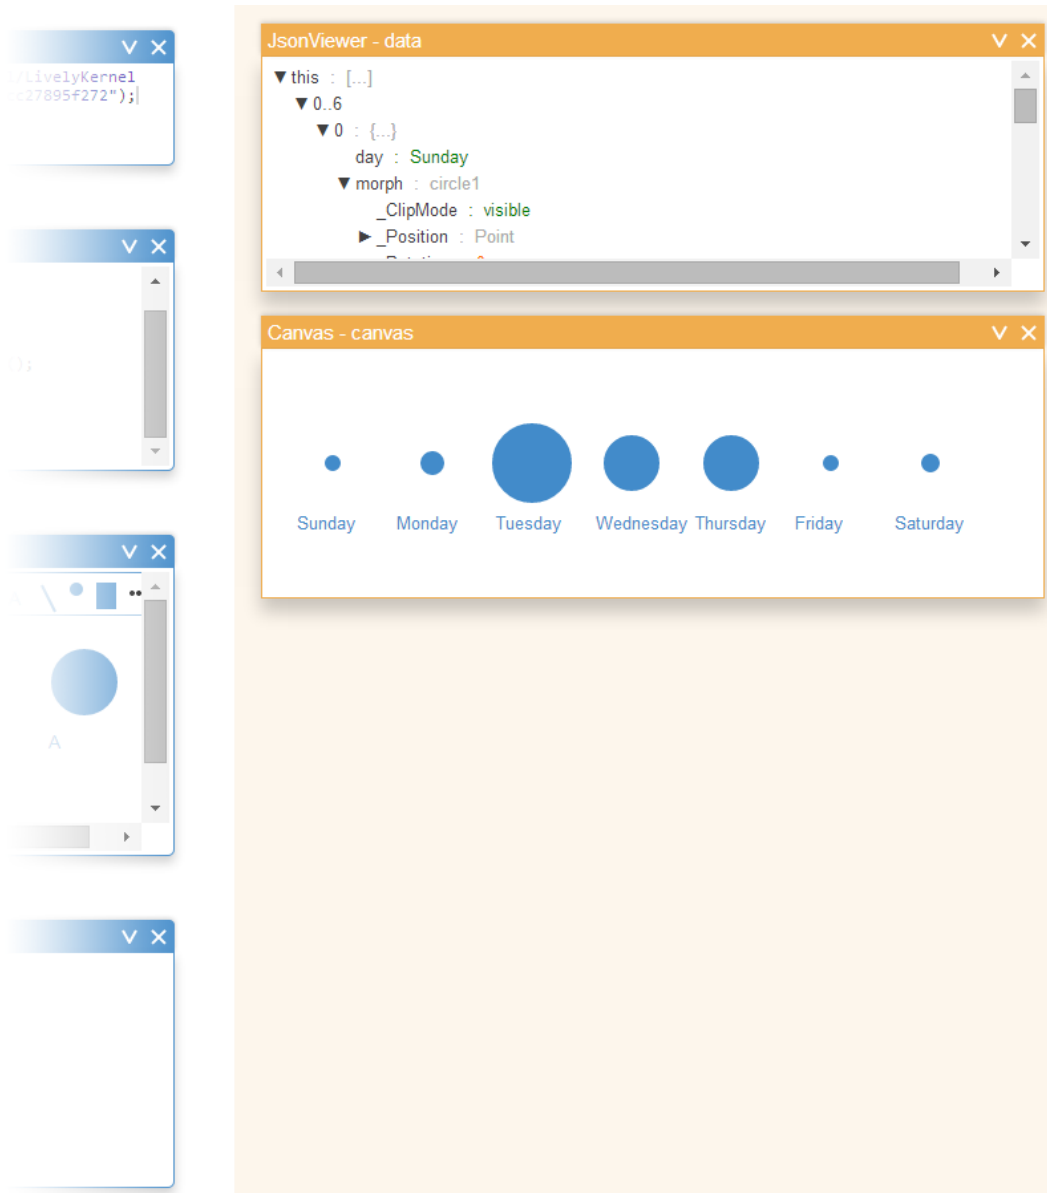 /LivelyKernel
c27895f272");
();
A
JsonViewer - data
this : [...]
0..6
0 : {...}
day : Sunday
morph : circle1
_ClipMode : visible
_Position : Point
Canvas - canvas
Sunday Monday Tuesday Wednesday Thursday Friday Saturday